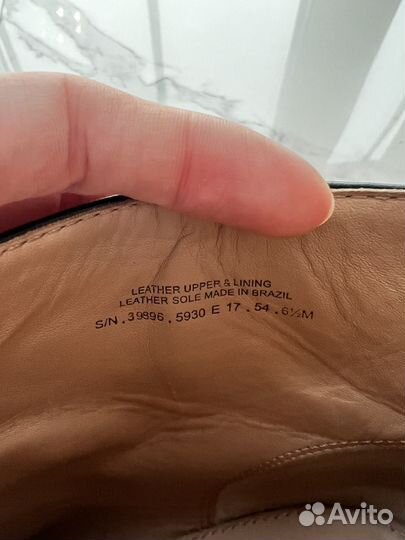 LEATHER UPPER & LINING
LEATHER SOLE MADE IN BRAZIL
S/N . 39896 . 5930 E 17 . 54 . 6½M
Avito